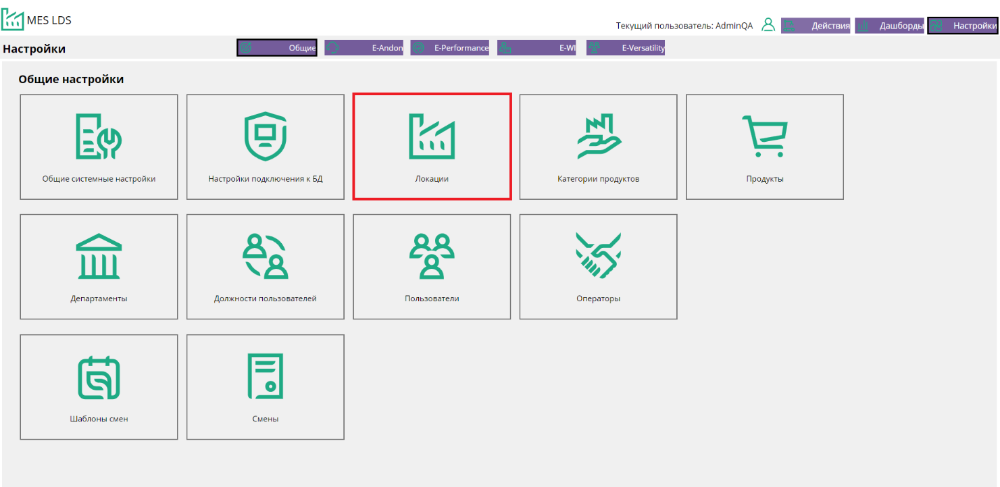 MES LDS
Текущий пользователь: AdminQA
Действия
Дашборды
Настройки
Настройки
Общие
E-Andon
E-Performance
E-WI
E-Versatility
Общие настройки
Общие системные настройки
Настройки подключения к БД
Локации
Категории продуктов
Продукты
Департаменты
Должности пользователей
Пользователи
Операторы
Шаблоны смен
Смены